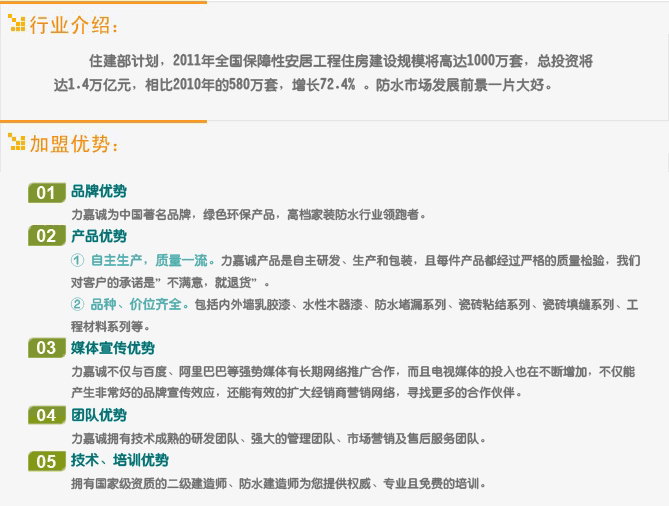 行业介绍：
住建部计划，2011年全国保障性安居工程住房建设规模将高达1000万套，总投资将
达1.4万亿元，相比2010年的580万套，增长72.4% 。防水市场发展前景一片大好。
加盟优势：
01 品牌优势
力嘉诚为中国著名品牌，绿色环保产品，高档家装防水行业领跑者。
02 产品优势
① 自主生产，质量一流。力嘉诚产品是自主研发、生产和包装，且每件产品都经过严格的质量检验，我们
对客户的承诺是”不满意，就退货”。
② 品种、价位齐全。包括内外墙乳胶漆、水性木器漆、防水堵漏系列、瓷砖粘结系列、瓷砖填缝系列、工
程材料系列等。
03 媒体宣传优势
力嘉诚不仅与百度、阿里巴巴等强势媒体有长期网络推广合作，而且电视媒体的投入也在不断增加，不仅能
产生非常好的品牌宣传效应，还能有效的扩大经销商营销网络，寻找更多的合作伙伴。
04 团队优势
力嘉诚拥有技术成熟的研发团队、强大的管理团队、市场营销及售后服务团队。
05 技术、培训优势
拥有国家级资质的二级建造师、防水建造师为您提供权威、专业且免费的培训。